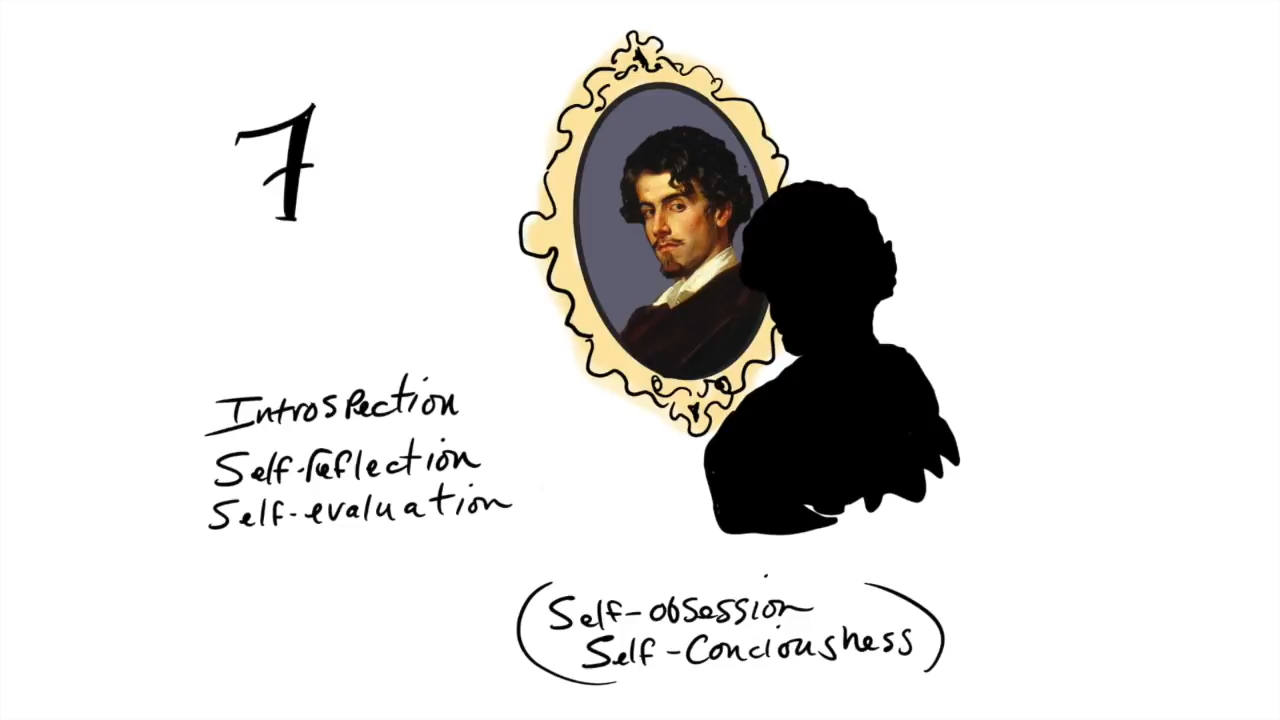 7
Introspection
Self-reflection
Self-evaluation
(Self-obsession
Self-Conciousness)